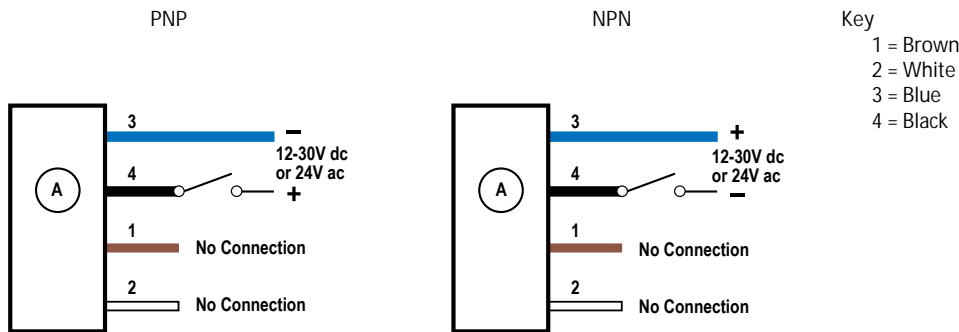 PNP
NPN
Key
1 = Brown
2 = White
3 = Blue
4 = Black
A
3
–
12-30V dc
or 24V ac
4
+
1
No Connection
2
No Connection
A
3
+
12-30V dc
or 24V ac
4
–
1
No Connection
2
No Connection